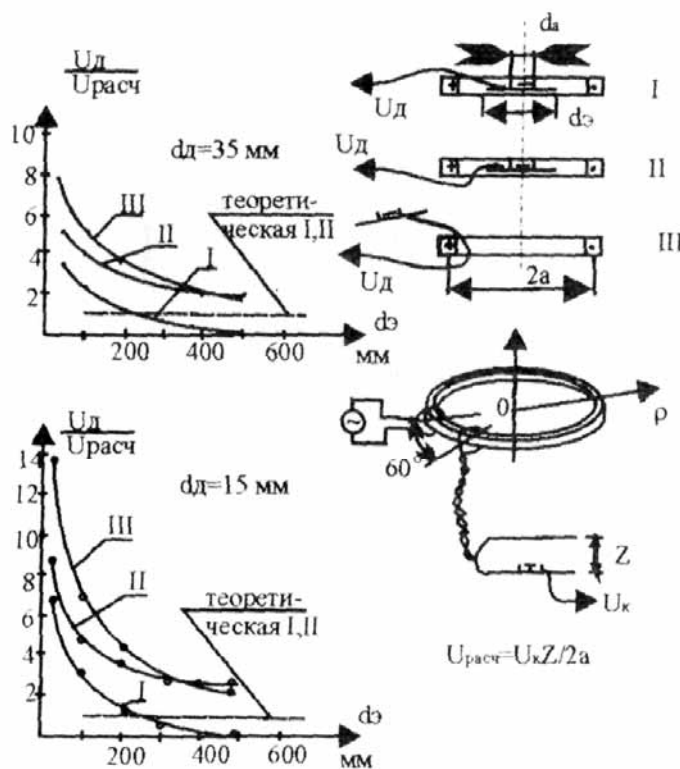 Uд
Uрасч
10
8
6
4
2
dд=35 мм
III
II
I
теорети-
ческая I,II
200 400 600
dэ
мм
dа
Uд
dэ
I
Uд
II
Uд
III
2a
Uд
Uрасч
14
12
10
8
6
4
2
dд=15 мм
III
II
I
теорети-
ческая I,II
200 400 600
dэ
мм
0
ρ
~
60°
Z
Uк
Uрасч=UкZ/2a